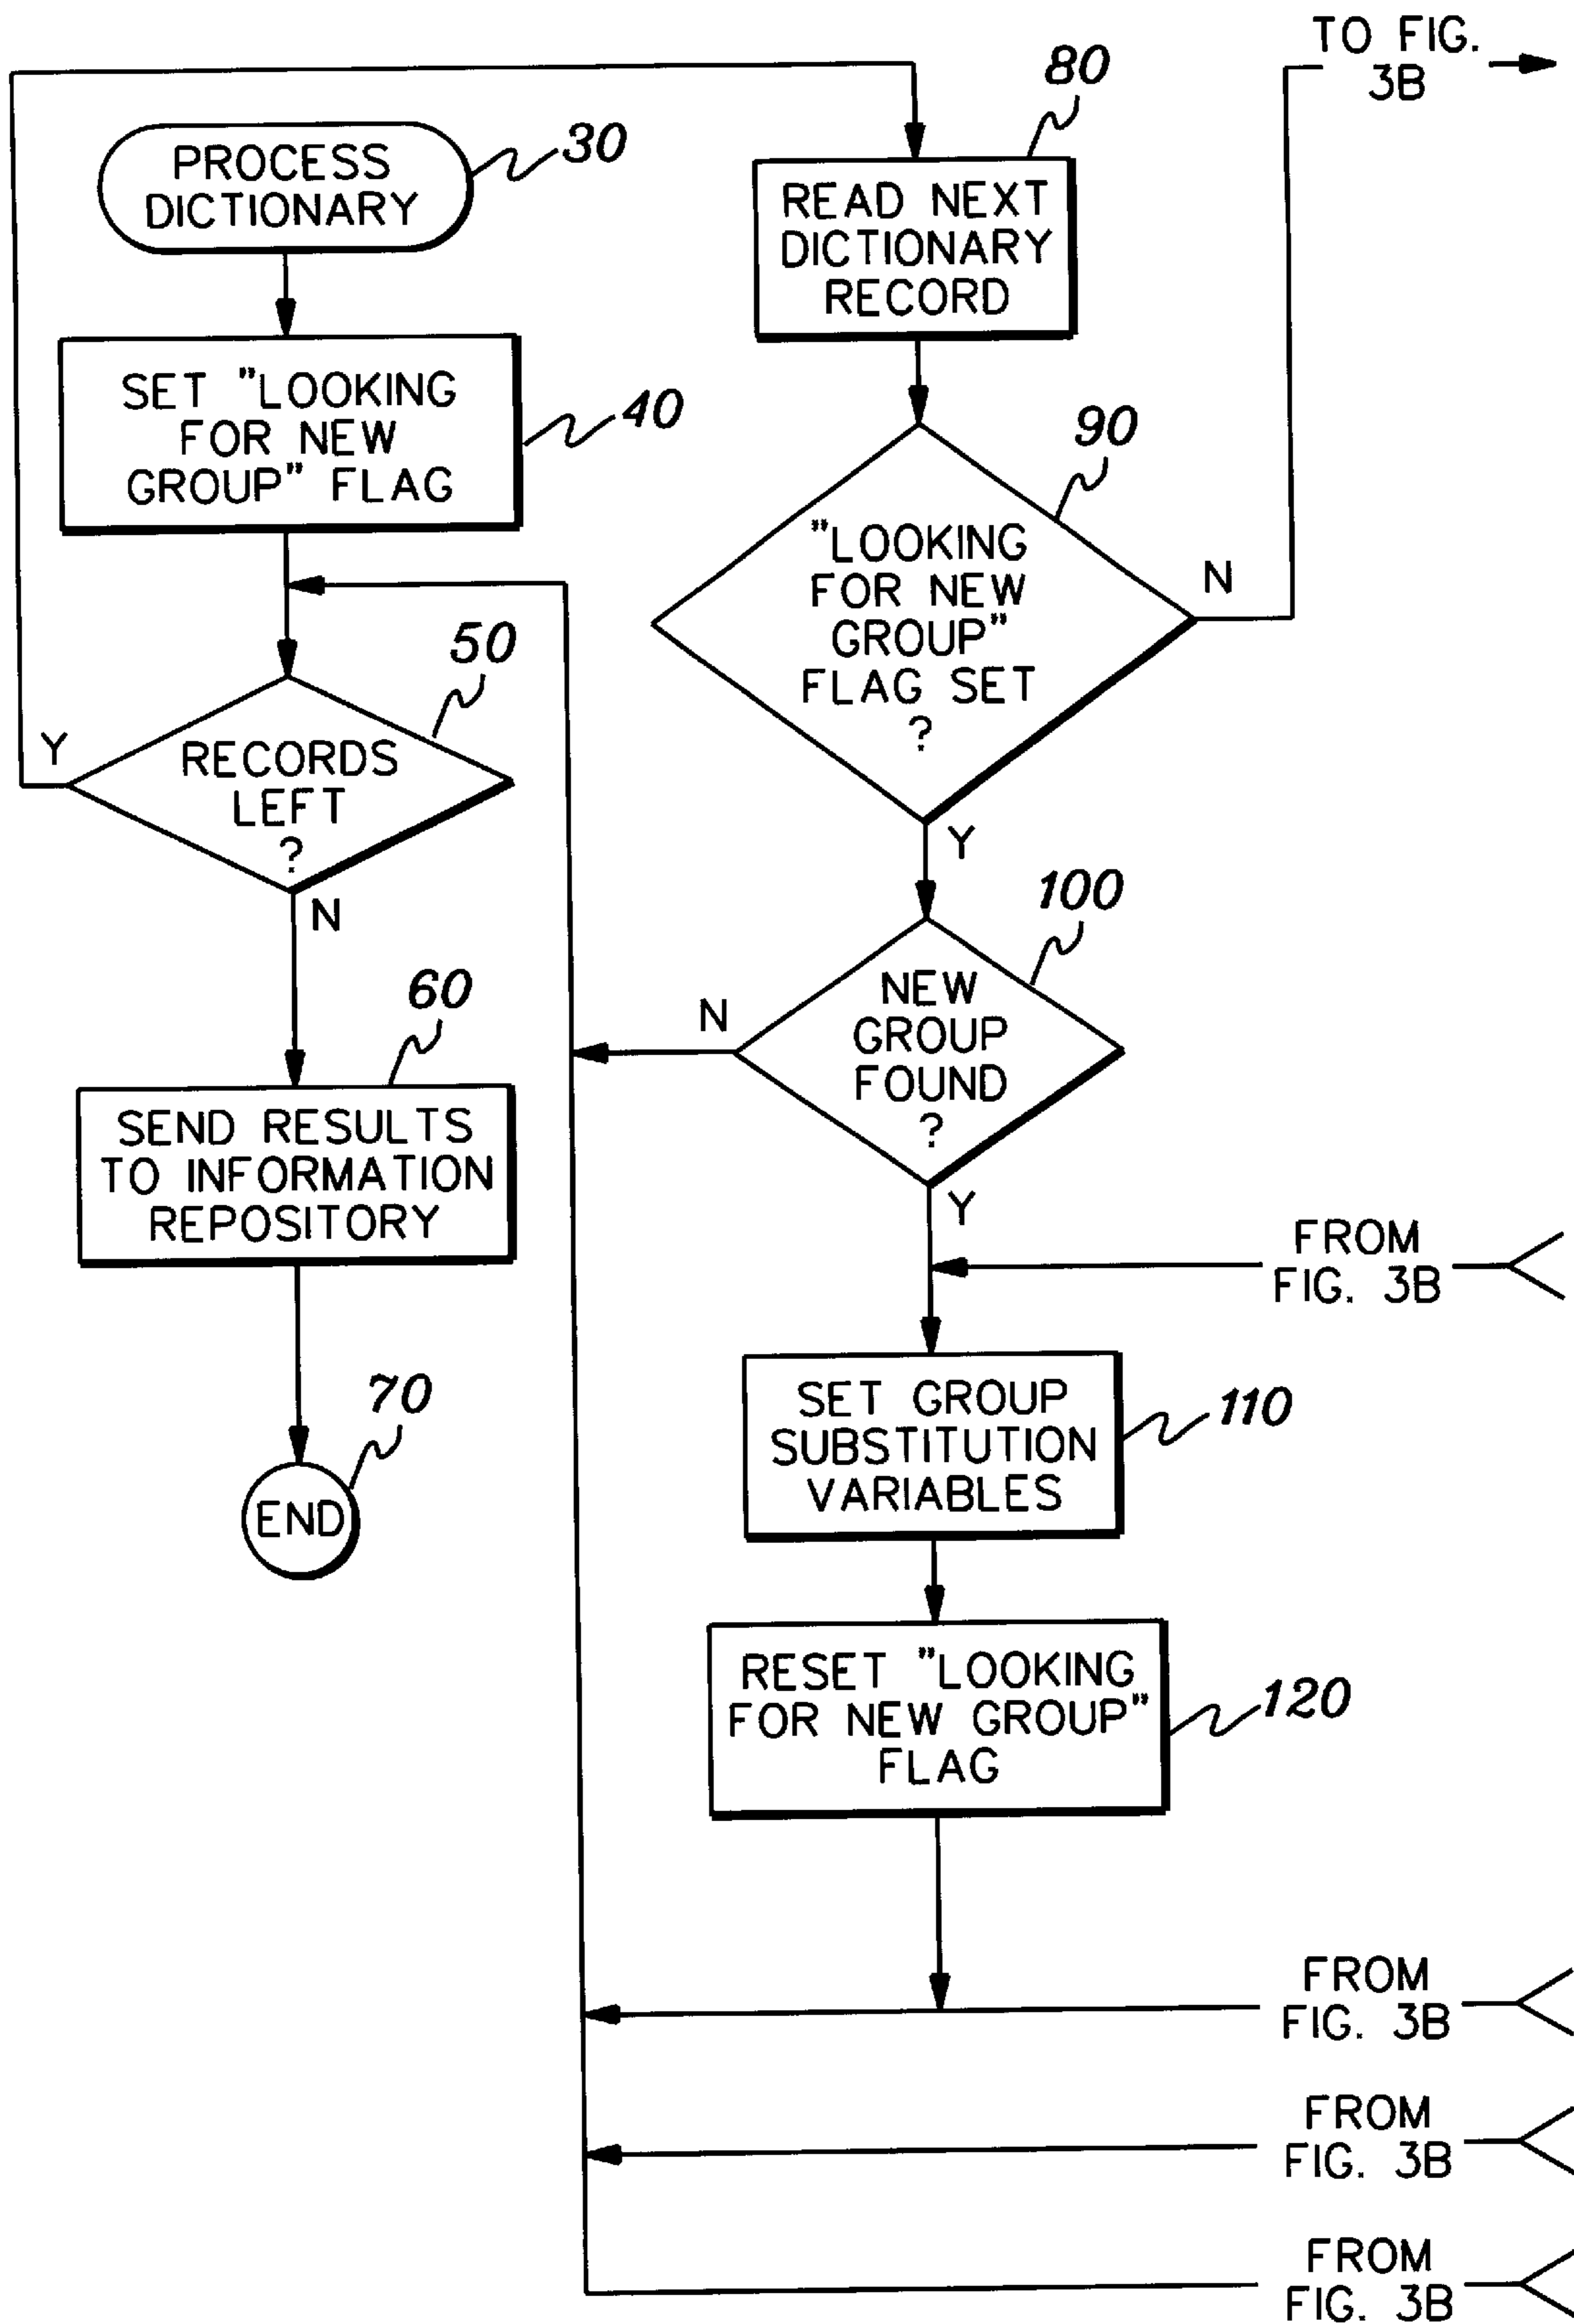 TO FIG.
3B
80
PROCESS
DICTIONARY
30
READ NEXT
DICTIONARY
RECORD
SET "LOOKING
FOR NEW
GROUP" FLAG
40
90
"LOOKING
FOR NEW
GROUP"
FLAG SET
?
N
Y
50
RECORDS
LEFT
?
Y
N
100
NEW
GROUP
FOUND
?
N
Y
60
SEND RESULTS
TO INFORMATION
REPOSITORY
FROM
FIG. 3B
70
END
SET GROUP
SUBSTITUTION
VARIABLES
110
RESET "LOOKING
FOR NEW GROUP"
FLAG
120
FROM
FIG. 3B
FROM
FIG. 3B
FROM
FIG. 3B